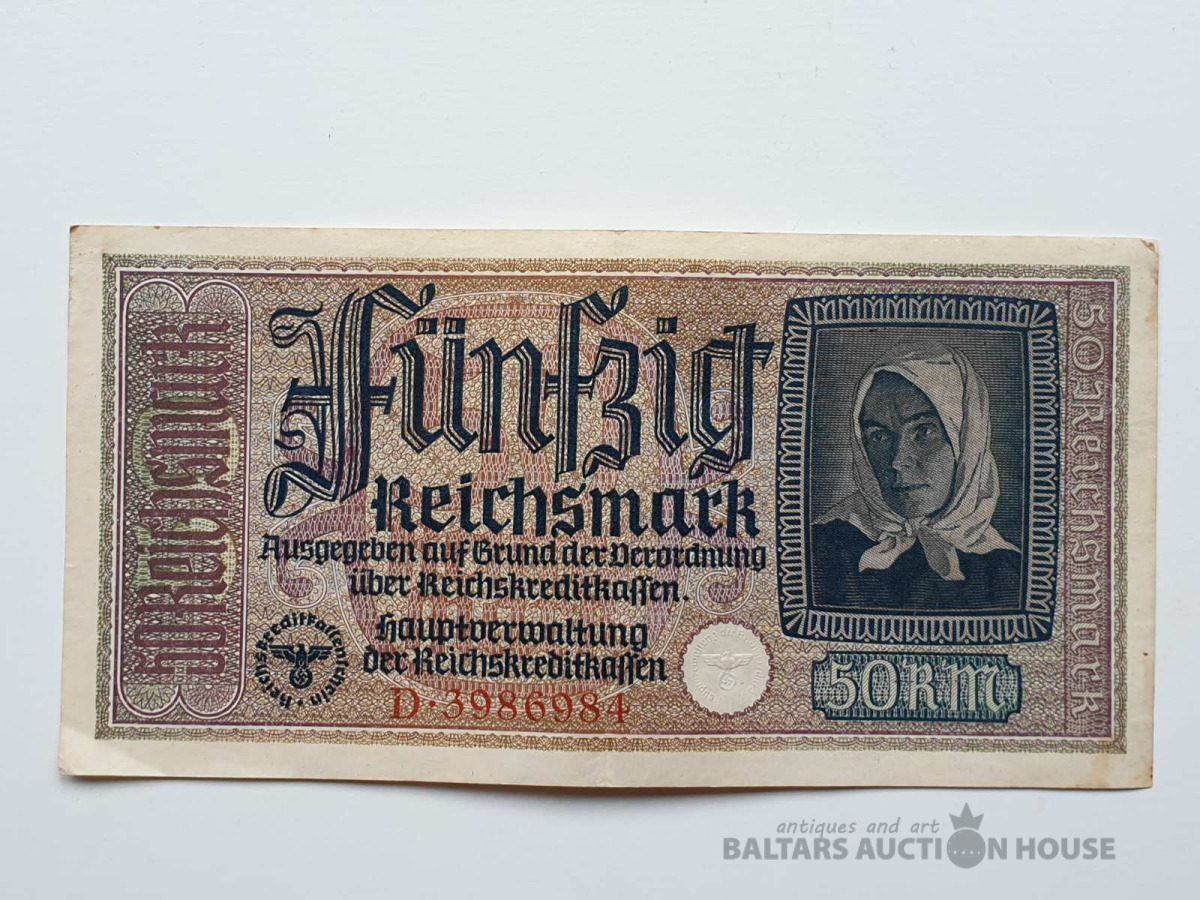 50 Reichsmark
Fünfzig
Reichsmark
Ausgegeben auf Grund der Verordnung
über Reichskreditkassen.
Hauptverwaltung
der Reichskreditkassen
D·3986984
Reichskreditkassenschein
50 RM
50 Reichsmark
antiques and art
BALTARS AUCTION HOUSE